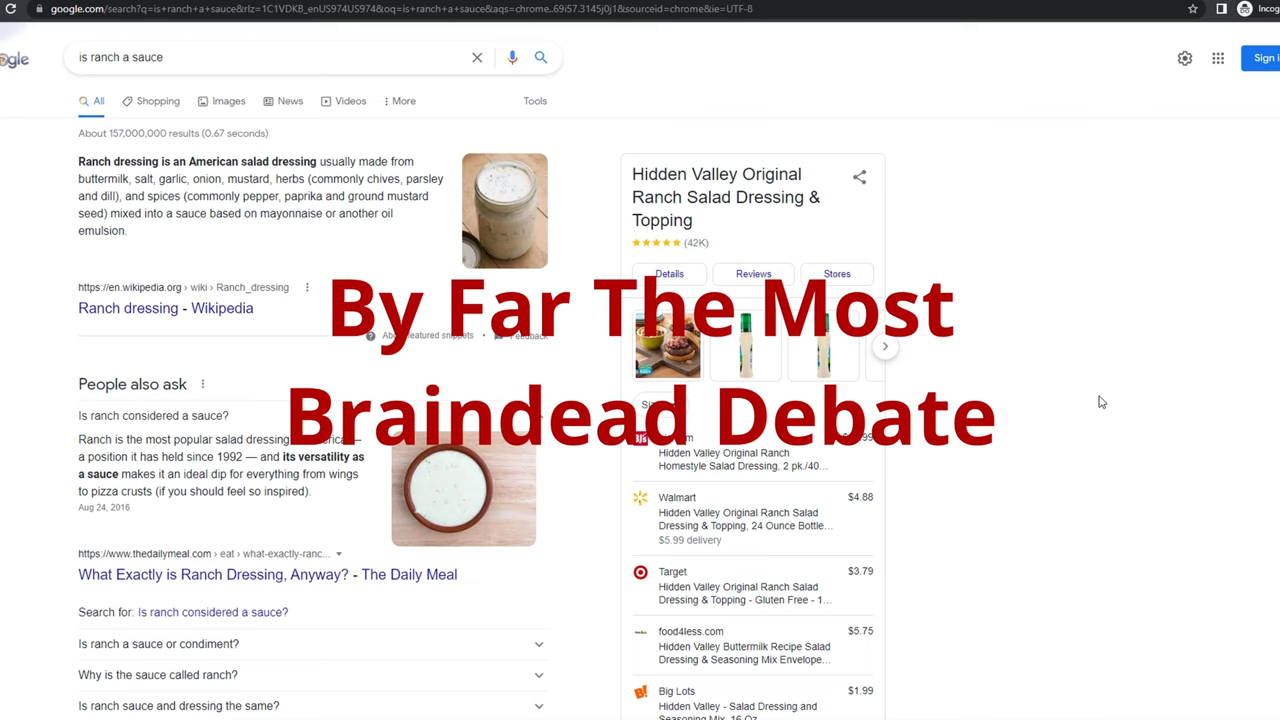 google.com/search?q=is+ranch+a+sauce&rlz=1C1VDKB_enUS974US974&oq=is+ranch+a+sauce&aqs=chrome..69i57.3145j0j1&sourceid=chrome&ie=UTF-8
Incog
ogle
is ranch a sauce
Sign i
All
Shopping
Images
News
Videos
More
Tools
About 157,000,000 results (0.67 seconds)
Ranch dressing is an American salad dressing usually made from
buttermilk, salt, garlic, onion, mustard, herbs (commonly chives, parsley
and dill), and spices (commonly pepper, paprika and ground mustard
seed) mixed into a sauce based on mayonnaise or another oil
emulsion.
https://en.wikipedia.org › wiki › Ranch_dressing
Ranch dressing - Wikipedia
About featured snippets • Feedback
By Far The Most
Braindead Debate
People also ask
Is ranch considered a sauce?
Ranch is the most popular salad dressing
a position it has held since 1992 — and its versatility as
a sauce makes it an ideal dip for everything from wings
to pizza crusts (if you should feel so inspired).
Aug 24, 2016
https://www.thedailymeal.com › eat › what-exactly-ranc...
What Exactly is Ranch Dressing, Anyway? - The Daily Meal
Search for: Is ranch considered a sauce?
Is ranch a sauce or condiment?
Why is the sauce called ranch?
Is ranch sauce and dressing the same?
Hidden Valley Original
Ranch Salad Dressing &
Topping
(42K)
Details
Reviews
Stores
Hidden Valley Original Ranch
Homestyle Salad Dressing, 2 pk./40...
Walmart
$4.88
Hidden Valley Original Ranch Salad
Dressing & Topping, 24 Ounce Bottle...
$5.99 delivery
Target
$3.79
Hidden Valley Original Ranch Salad
Dressing & Topping - Gluten Free - 1...
food4less.com
$5.75
Hidden Valley Buttermilk Recipe Salad
Dressing & Seasoning Mix Envelope...
Big Lots
$1.99
Hidden Valley - Salad Dressing and
Seasoning Mix, 16 Oz